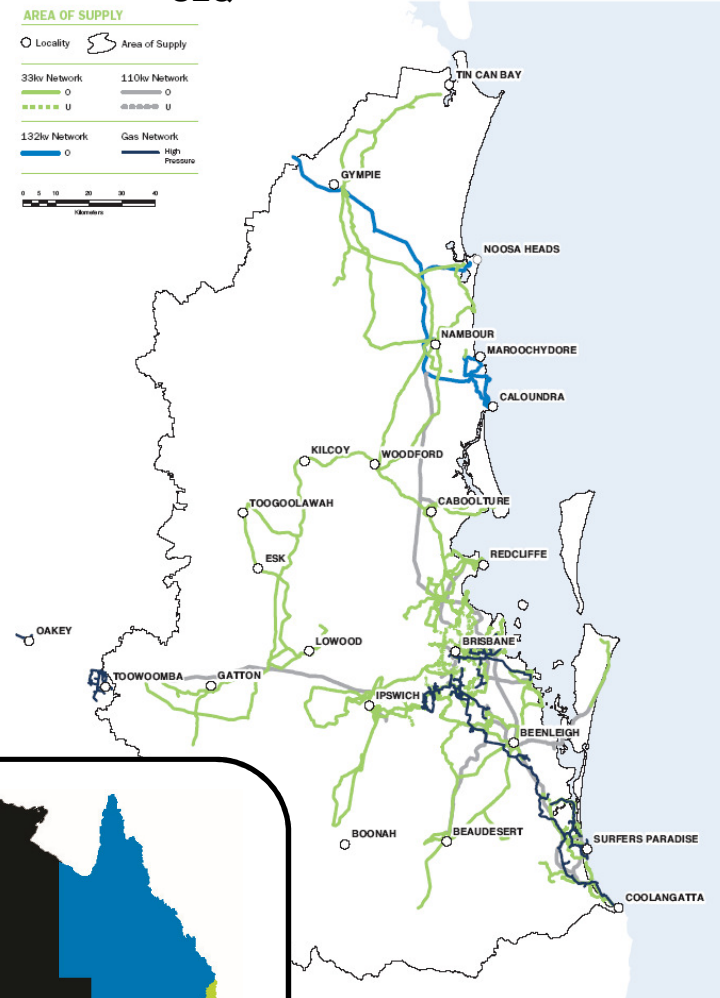 AREA OF SUPPLY
Locality Area of Supply
33kv Network 110kv Network
O O
U U
132kv Network Gas Network
O High
Pressure
0 5 10 20 30 40
Kilometers
TIN CAN BAY
GYMPIE
NOOSA HEADS
NAMBOUR
MAROOCHYDORE
CALOUNDRA
KILCOY
WOODFORD
TOOGOOLAWAH
CABOOLTURE
ESK
REDCLIFFE
OAKEY
LOWOOD
BRISBANE
TOOWOOMBA
GATTON
IPSWICH
BEENLEIGH
BOONAH
BEAUDESERT
SURFERS PARADISE
COOLANGATTA